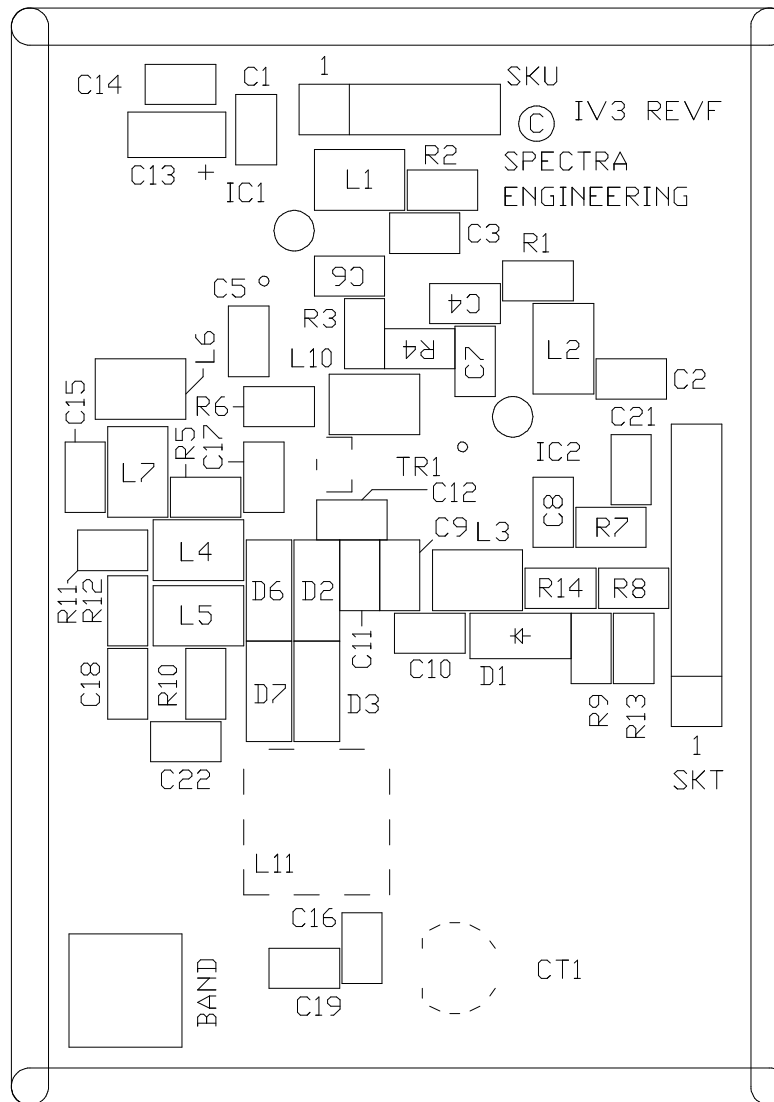 C14
C1
1
SKU
C
IV3 REVF
C13 +
IC1
L1
R2
SPECTRA
ENGINEERING
C3
C6
R1
C5
R3
C4
L10
R4
C7
L2
L6
C2
C15
R6
C21
L7
R5
C17
TR1
IC2
C12
C8
C9
R7
L4
L3
R11
R12
D6
D2
R14
R8
L5
C11
C10
D1
C18
R10
D7
D3
R9
R13
C22
1
SKT
L11
C16
BAND
C19
CT1